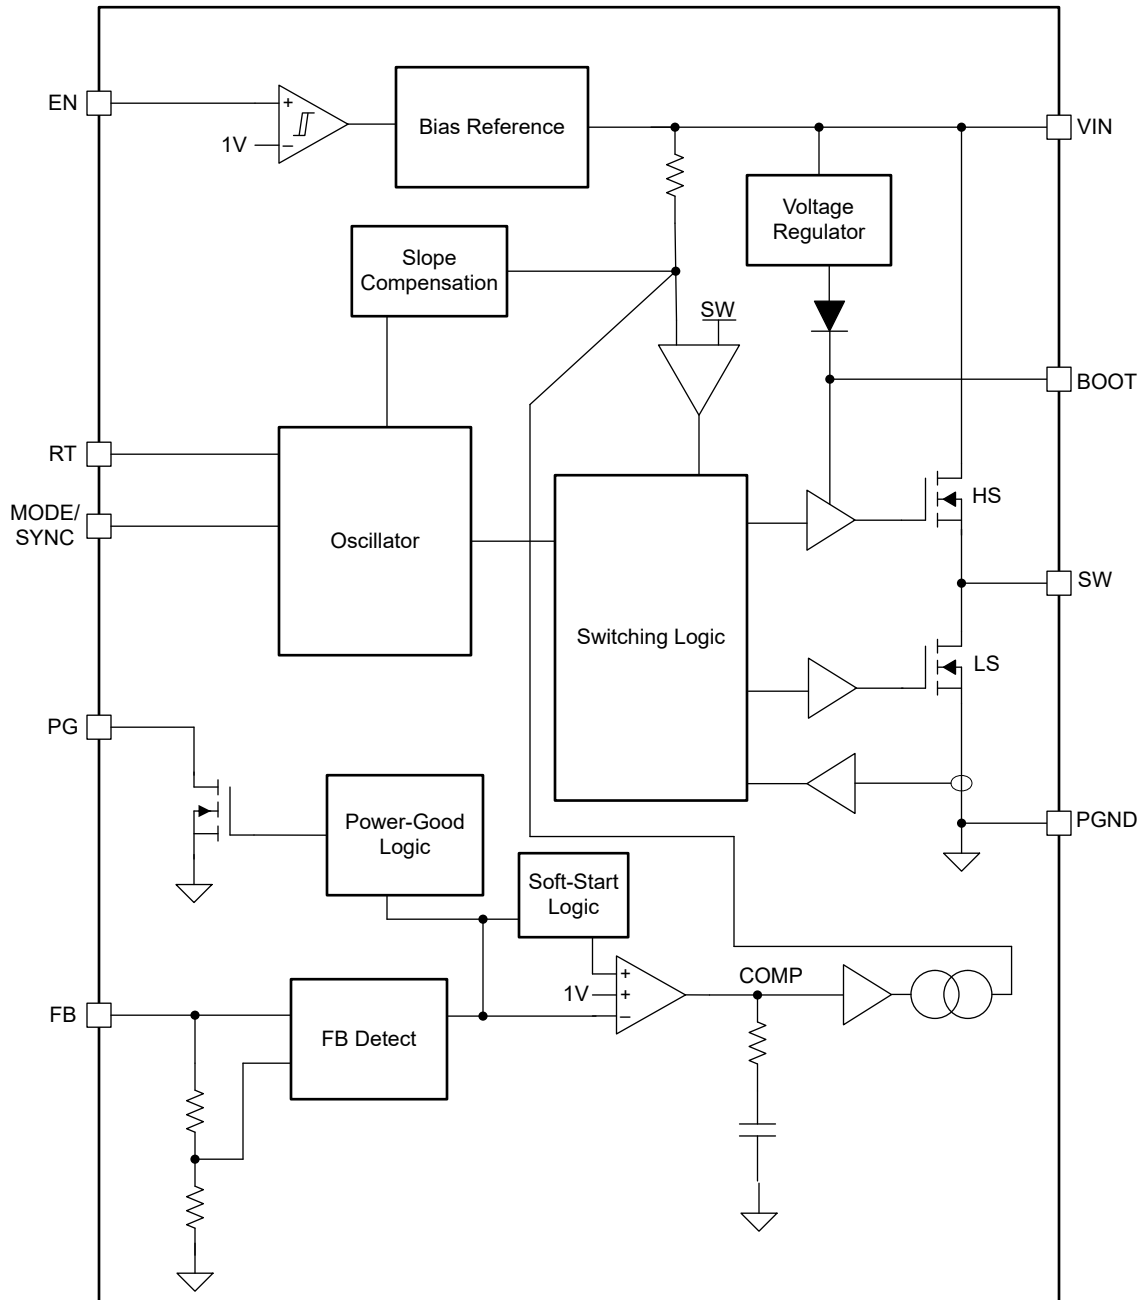 EN
+
1V
−
Bias Reference
VIN
Voltage
Regulator
Slope
Compensation
SW
BOOT
RT
MODE/
SYNC
Oscillator
HS
SW
Switching Logic
LS
PG
Power-Good
Logic
PGND
Soft-Start
Logic
+
1V
+
−
COMP
FB
FB Detect